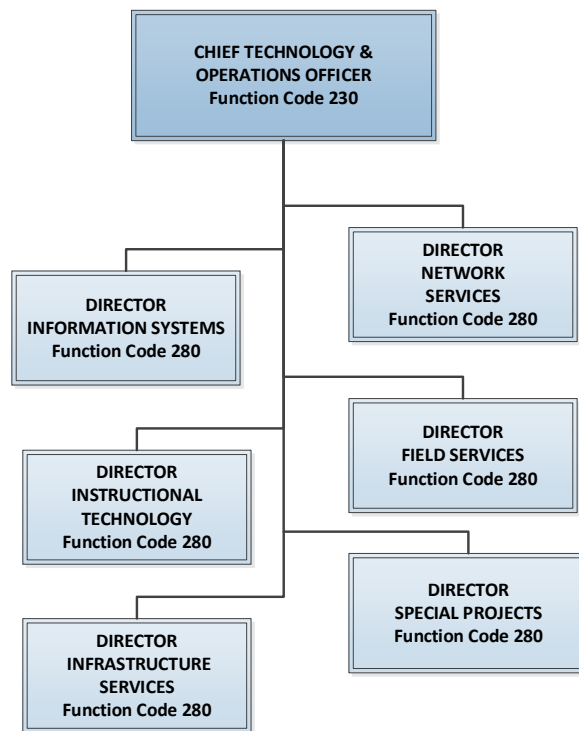 CHIEF TECHNOLOGY &
OPERATIONS OFFICER
Function Code 230
DIRECTOR
NETWORK
SERVICES
Function Code 280
DIRECTOR
INFORMATION SYSTEMS
Function Code 280
DIRECTOR
FIELD SERVICES
Function Code 280
DIRECTOR
INSTRUCTIONAL
TECHNOLOGY
Function Code 280
DIRECTOR
SPECIAL PROJECTS
Function Code 280
DIRECTOR
INFRASTRUCTURE
SERVICES
Function Code 280